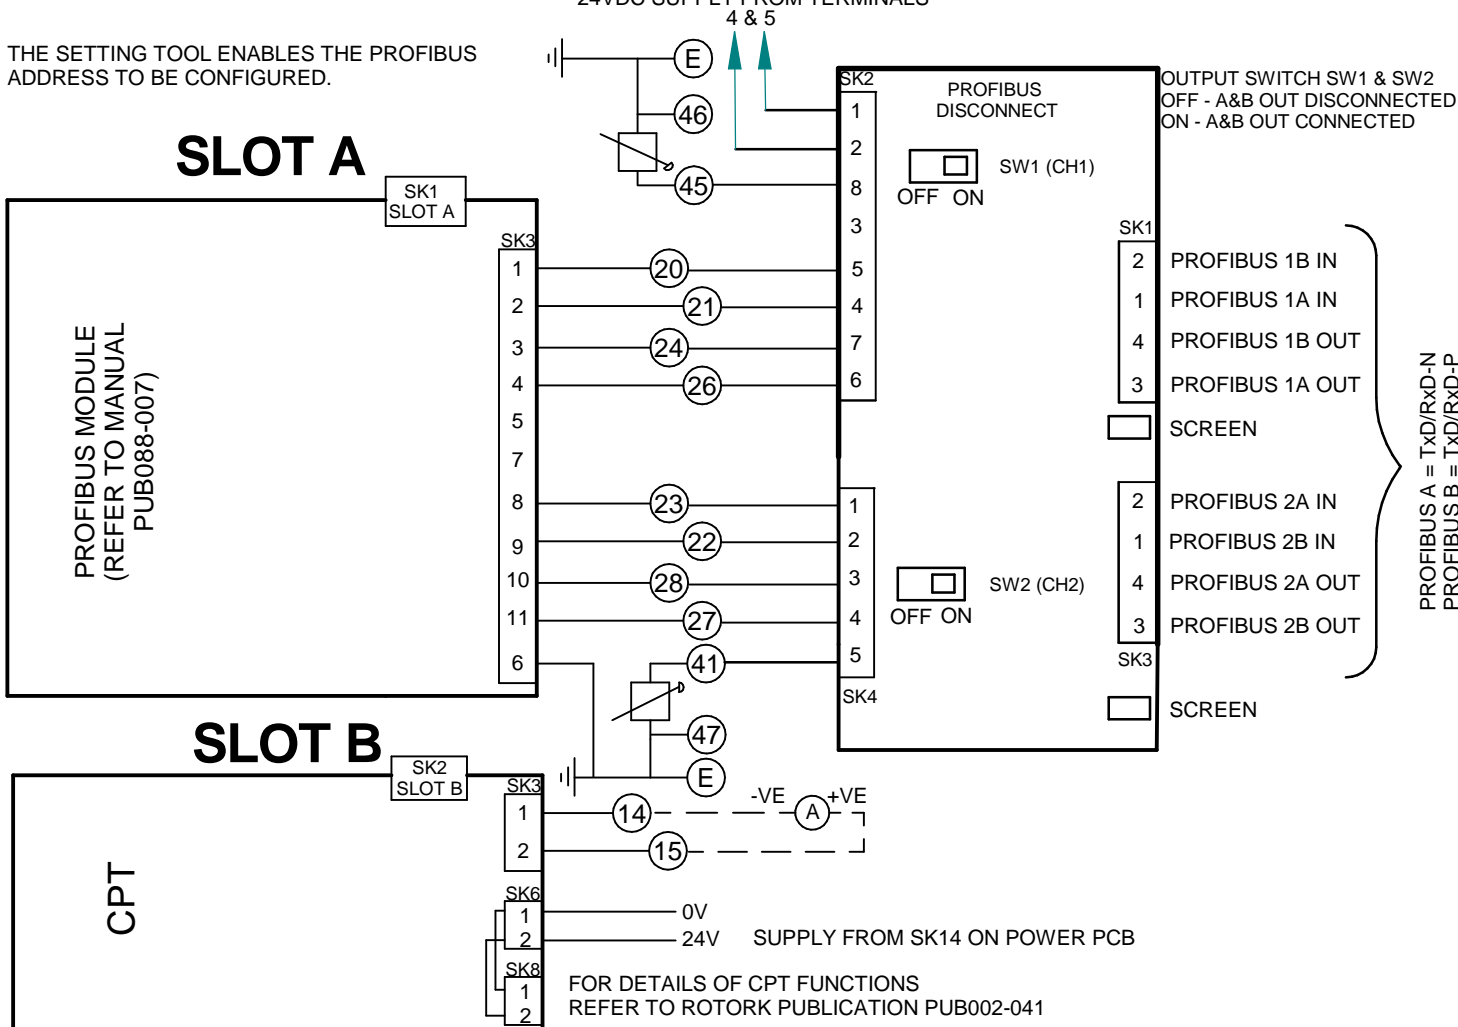 24VDC SUPPLY FROM TERMINALS
4 & 5
THE SETTING TOOL ENABLES THE PROFIBUS
ADDRESS TO BE CONFIGURED.
SLOT A
SK1
SLOT A
SK3
1
2
3
4
5
7
8
9
10
11
6
PROFIBUS MODULE
(REFER TO MANUAL
PUB088-007)
E
46
45
20
21
24
26
23
22
28
27
41
47
E
SK2
1
2
8
3
5
4
7
6
PROFIBUS
DISCONNECT
SW1 (CH1)
OFF ON
1
2
3
4
5
SK4
SW2 (CH2)
OFF ON
OUTPUT SWITCH SW1 & SW2
OFF - A&B OUT DISCONNECTED
ON - A&B OUT CONNECTED
SK1
2 PROFIBUS 1B IN
1 PROFIBUS 1A IN
4 PROFIBUS 1B OUT
3 PROFIBUS 1A OUT
SCREEN
2 PROFIBUS 2A IN
1 PROFIBUS 2B IN
4 PROFIBUS 2A OUT
3 PROFIBUS 2B OUT
SK3
SCREEN
PROFIBUS A = TxD/RxD-N
PROFIBUS B = TxD/RxD-P
SLOT B
SK2
SLOT B
CPT
SK3
1
2
14
15
-VE A +VE
SK6
1
2
0V
24V SUPPLY FROM SK14 ON POWER PCB
SK8
1
2
FOR DETAILS OF CPT FUNCTIONS
REFER TO ROTORK PUBLICATION PUB002-041